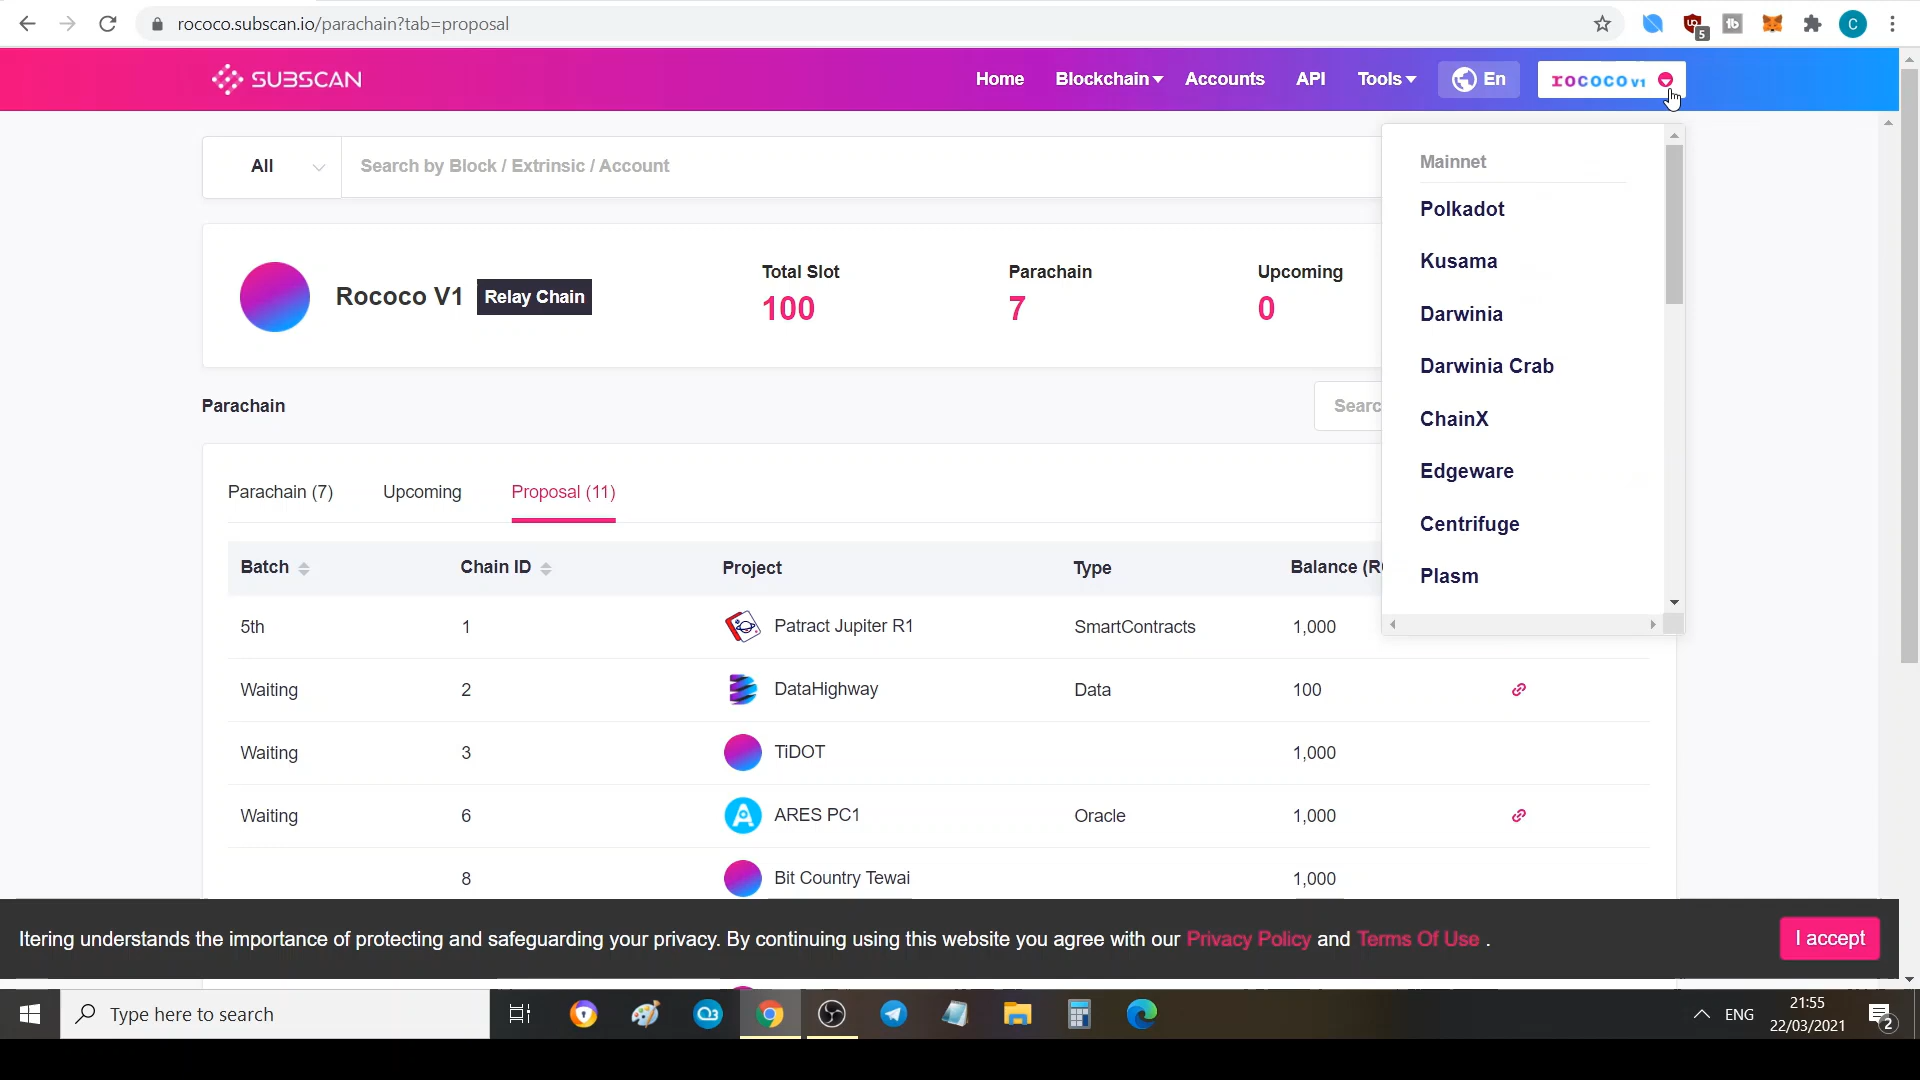 rococo.subscan.io/parachain?tab=proposal
5
tb
C
SUBSCAN
Home
Blockchain
Accounts
API
Tools
En
rococo v1
All
Search by Block / Extrinsic / Account
Rococo V1
Relay Chain
Total Slot
100
Parachain
7
Upcoming
0
Mainnet
Polkadot
Kusama
Darwinia
Darwinia Crab
ChainX
Edgeware
Centrifuge
Plasm
Parachain
Searc
Parachain (7)
Upcoming
Proposal (11)
Batch Chain ID Project Type Balance (R
5th 1 Patract Jupiter R1 SmartContracts 1,000
Waiting 2 DataHighway Data 100
Waiting 3 TiDOT 1,000
Waiting 6 ARES PC1 Oracle 1,000
8 Bit Country Tewai 1,000
Itering understands the importance of protecting and safeguarding your privacy. By continuing using this website you agree with our Privacy Policy and Terms Of Use .
I accept
Type here to search
ENG
21:55
22/03/2021
2